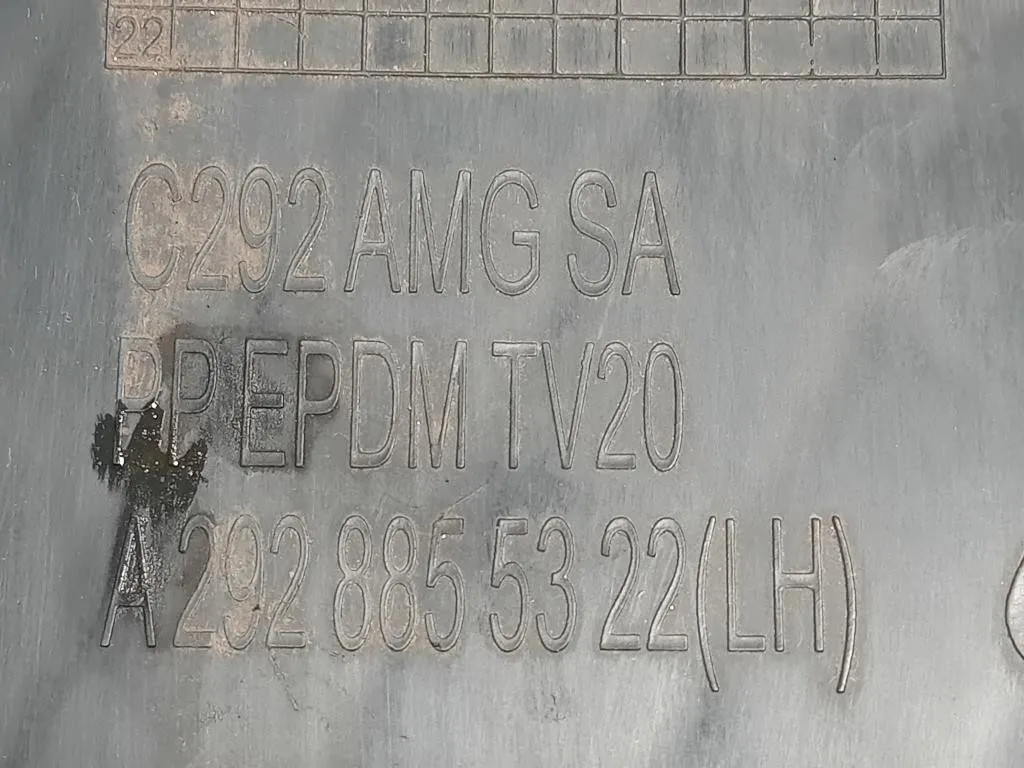 22
C292 AMG SA
PP EPDM TV20
A 292 885 53 22(LH)